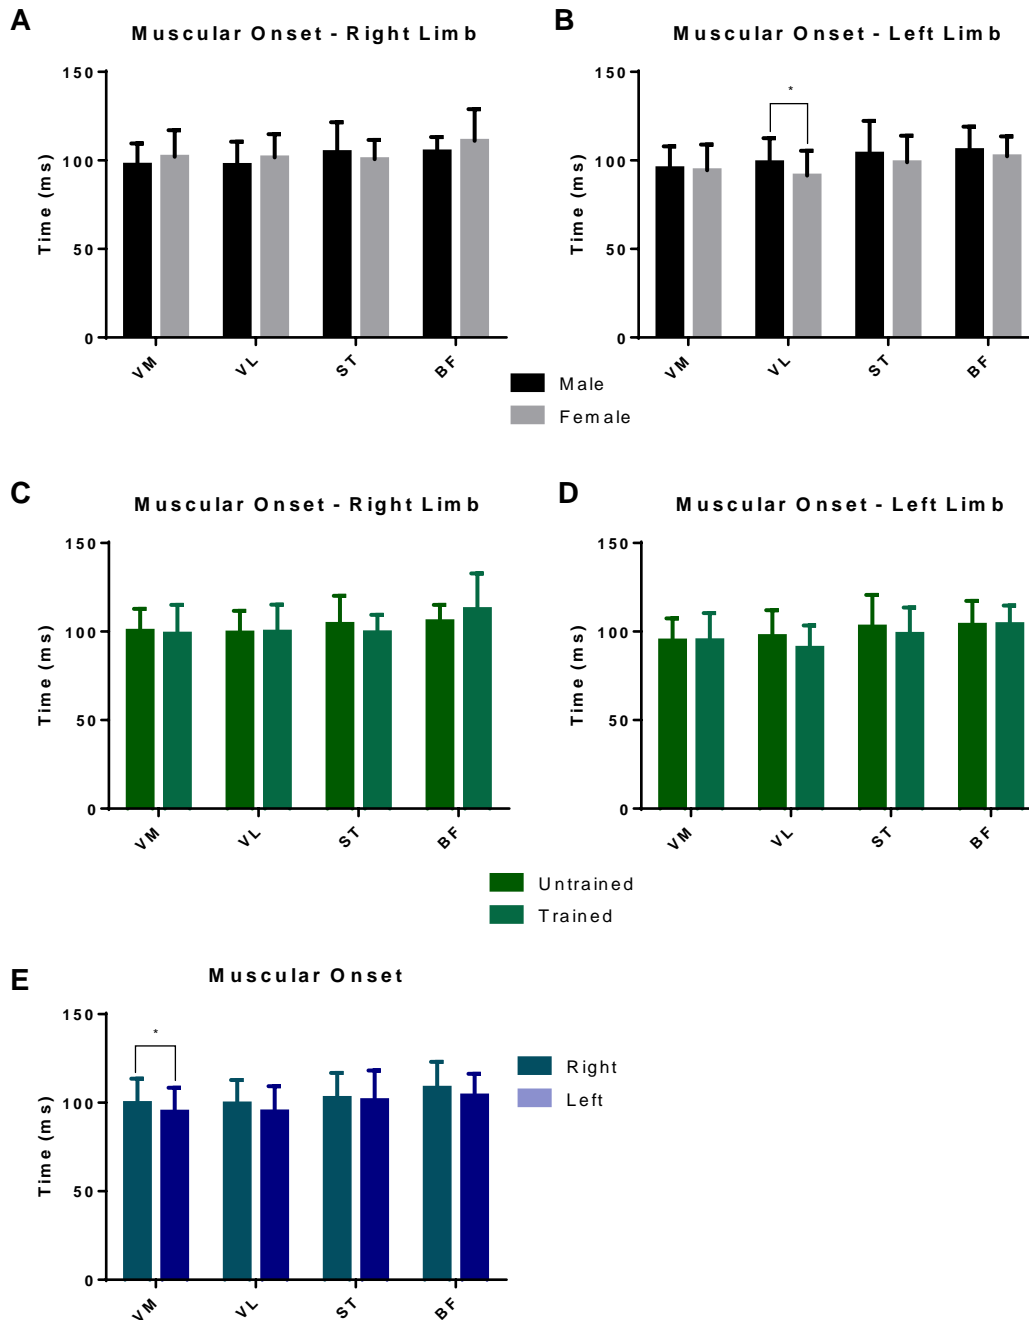 A
Muscular Onset - Right Limb
Time (ms)
150
100
50
0
VM
VL
ST
BF
B
Muscular Onset - Left Limb
*
Time (ms)
150
100
50
0
VM
VL
ST
BF
Male
Female
C
Muscular Onset - Right Limb
Time (ms)
150
100
50
0
VM
VL
ST
BF
D
Muscular Onset - Left Limb
Time (ms)
150
100
50
0
VM
VL
ST
BF
Untrained
Trained
E
Muscular Onset
*
Time (ms)
150
100
50
0
VM
VL
ST
BF
Right
Left